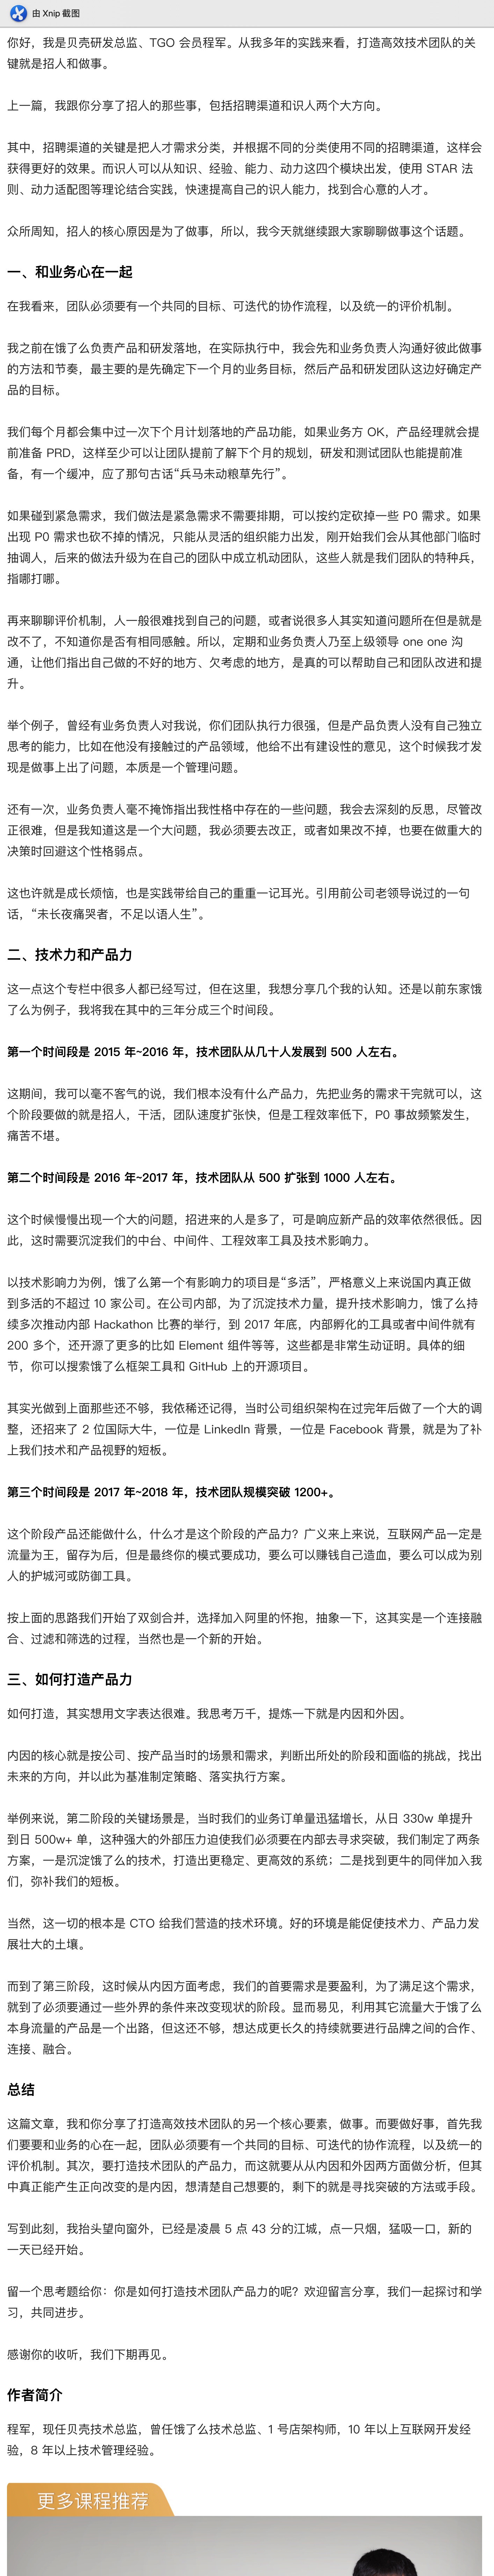 由 Xnip 截图
你好，我是贝壳研发总监、TGO 会员程军。从我多年的实践来看，打造高效技术团队的关
键就是招人和做事。
上一篇，我跟你分享了招人的那些事，包括招聘渠道和识人两个大方向。
其中，招聘渠道的关键是把人才需求分类，并根据不同的分类使用不同的招聘渠道，这样会
获得更好的效果。而识人可以从知识、经验、能力、动力这四个模块出发，使用 STAR 法
则、动力适配图等理论结合实践，快速提高自己的识人能力，找到合心意的人才。
众所周知，招人的核心原因是为了做事，所以，我今天就继续跟大家聊聊做事这个话题。
一、和业务心在一起
在我看来，团队必须要有一个共同的目标、可迭代的协作流程，以及统一的评价机制。
我之前在饿了么负责产品和研发落地，在实际执行中，我会先和业务负责人沟通好彼此做事
的方法和节奏，最主要的是先确定下一个月的业务目标，然后产品和研发团队这边好确定产
品的目标。
我们每个月都会集中过一次下个月计划落地的产品功能，如果业务方 OK，产品经理就会提
前准备 PRD，这样至少可以让团队提前了解下个月的规划，研发和测试团队也能提前准
备，有一个缓冲，应了那句古话“兵马未动粮草先行”。
如果碰到紧急需求，我们做法是紧急需求不需要排期，可以按约定砍掉一些 P0 需求。如果
出现 P0 需求也砍不掉的情况，只能从灵活的组织能力出发，刚开始我们会从其他部门临时
抽调人，后来的做法升级为在自己的团队中成立机动团队，这些人就是我们团队的特种兵，
指哪打哪。
再来聊聊评价机制，人一般很难找到自己的问题，或者说很多人其实知道问题所在但是就是
改不了，不知道你是否有相同感触。所以，定期和业务负责人乃至上级领导 one one 沟
通，让他们指出自己做的不好的地方、欠考虑的地方，是真的可以帮助自己和团队改进和提
升。
举个例子，曾经有业务负责人对我说，你们团队执行力很强，但是产品负责人没有自己独立
思考的能力，比如在他没有接触过的产品领域，他给不出有建设性的意见，这个时候我才发
现是做事上出了问题，本质是一个管理问题。
还有一次，业务负责人毫不掩饰指出我性格中存在的一些问题，我会去深刻的反思，尽管改
正很难，但是我知道这是一个大问题，我必须要去改正，或者如果改不掉，也要在做重大的
决策时回避这个性格弱点。
这也许就是成长烦恼，也是实践带给自己的重重一记耳光。引用前公司老领导说过的一句
话，“未长夜痛哭者，不足以语人生”。
二、技术力和产品力
这一点这个专栏中很多人都已经写过，但在这里，我想分享几个我的认知。还是以前东家饿
了么为例子，我将我在其中的三年分成三个时间段。
第一个时间段是 2015 年~2016 年，技术团队从几十人发展到 500 人左右。
这期间，我可以毫不客气的说，我们根本没有什么产品力，先把业务的需求干完就可以，这
个阶段要做的就是招人，干活，团队速度扩张快，但是工程效率低下，P0 事故频繁发生，
痛苦不堪。
第二个时间段是 2016 年~2017 年，技术团队从 500 扩张到 1000 人左右。
这个时候慢慢出现一个大的问题，招进来的人是多了，可是响应新产品的效率依然很低。因
此，这时需要沉淀我们的中台、中间件、工程效率工具及技术影响力。
以技术影响力为例，饿了么第一个有影响力的项目是“多活”，严格意义上来说国内真正做
到多活的不超过 10 家公司。在公司内部，为了沉淀技术力量，提升技术影响力，饿了么持
续多次推动内部 Hackathon 比赛的举行，到 2017 年底，内部孵化的工具或者中间件就有
200 多个，还开源了更多的比如 Element 组件等等，这些都是非常生动证明。具体的细
节，你可以搜索饿了么框架工具和 GitHub 上的开源项目。
其实光做到上面那些还不够，我依稀还记得，当时公司组织架构在过完年后做了一个大的调
整，还招来了 2 位国际大牛，一位是 LinkedIn 背景，一位是 Facebook 背景，就是为了补
上我们技术和产品视野的短板。
第三个时间段是 2017 年~2018 年，技术团队规模突破 1200+。
这个阶段产品还能做什么，什么才是这个阶段的产品力？广义来上来说，互联网产品一定是
流量为王，留存为后，但是最终你的模式要成功，要么可以赚钱自己造血，要么可以成为别
人的护城河或防御工具。
按上面的思路我们开始了双剑合并，选择加入阿里的怀抱，抽象一下，这其实是一个连接融
合、过滤和筛选的过程，当然也是一个新的开始。
三、如何打造产品力
如何打造，其实想用文字表达很难。我思考万千，提炼一下就是内因和外因。
内因的核心就是按公司、按产品当时的场景和需求，判断出所处的阶段和面临的挑战，找出
未来的方向，并以此为基准制定策略、落实执行方案。
举例来说，第二阶段的关键场景是，当时我们的业务订单量迅猛增长，从日 330w 单提升
到日 500w+ 单，这种强大的外部压力迫使我们必须要在内部去寻求突破，我们制定了两条
方案，一是沉淀饿了么的技术，打造出更稳定、更高效的系统；二是找到更牛的同伴加入我
们，弥补我们的短板。
当然，这一切的根本是 CTO 给我们营造的技术环境。好的环境是能促使技术力、产品力发
展壮大的土壤。
而到了第三阶段，这时候从内因方面考虑，我们的首要需求是要盈利，为了满足这个需求，
就到了必须要通过一些外界的条件来改变现状的阶段。显而易见，利用其它流量大于饿了么
本身流量的产品是一个出路，但这还不够，想达成更长久的持续就要进行品牌之间的合作、
连接、融合。
总结
这篇文章，我和你分享了打造高效技术团队的另一个核心要素，做事。而要做好事，首先我
们要要和业务的心在一起，团队必须要有一个共同的目标、可迭代的协作流程，以及统一的
评价机制。其次，要打造技术团队的产品力，而这就要从从内因和外因两方面做分析，但其
中真正能产生正向改变的是内因，想清楚自己想要的，剩下的就是寻找突破的方法或手段。
写到此刻，我抬头望向窗外，已经是凌晨 5 点 43 分的江城，点一只烟，猛吸一口，新的
一天已经开始。
留一个思考题给你：你是如何打造技术团队产品力的呢？欢迎留言分享，我们一起探讨和学
习，共同进步。
感谢你的收听，我们下期再见。
作者简介
程军，现任贝壳技术总监，曾任饿了么技术总监、1 号店架构师，10 年以上互联网开发经
验，8 年以上技术管理经验。
更多课程推荐